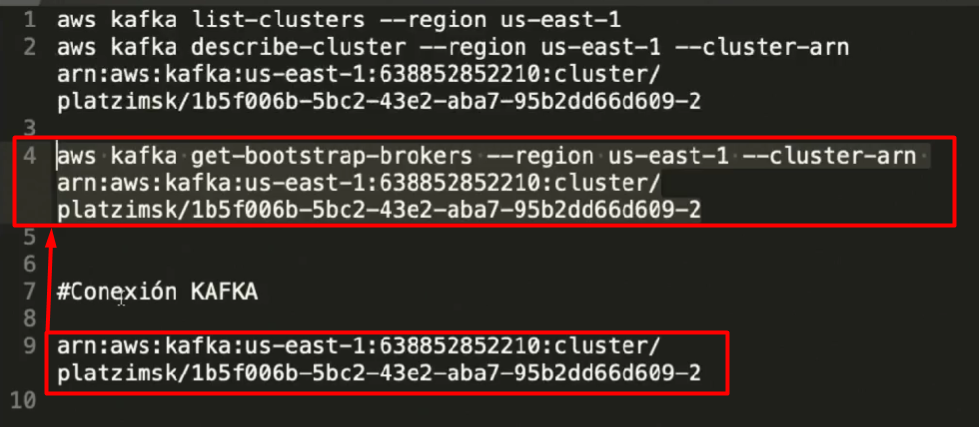 1 aws kafka list-clusters --region us-east-1
2 aws kafka describe-cluster --region us-east-1 --cluster-arn
arn:aws:kafka:us-east-1:638852852210:cluster/
platzimsk/1b5f006b-5bc2-43e2-aba7-95b2dd66d609-2
3
4 aws kafka get-bootstrap-brokers --region us-east-1 --cluster-arn
arn:aws:kafka:us-east-1:638852852210:cluster/
platzimsk/1b5f006b-5bc2-43e2-aba7-95b2dd66d609-2
5
6
7 #Conexión KAFKA
8
9 arn:aws:kafka:us-east-1:638852852210:cluster/
platzimsk/1b5f006b-5bc2-43e2-aba7-95b2dd66d609-2
10